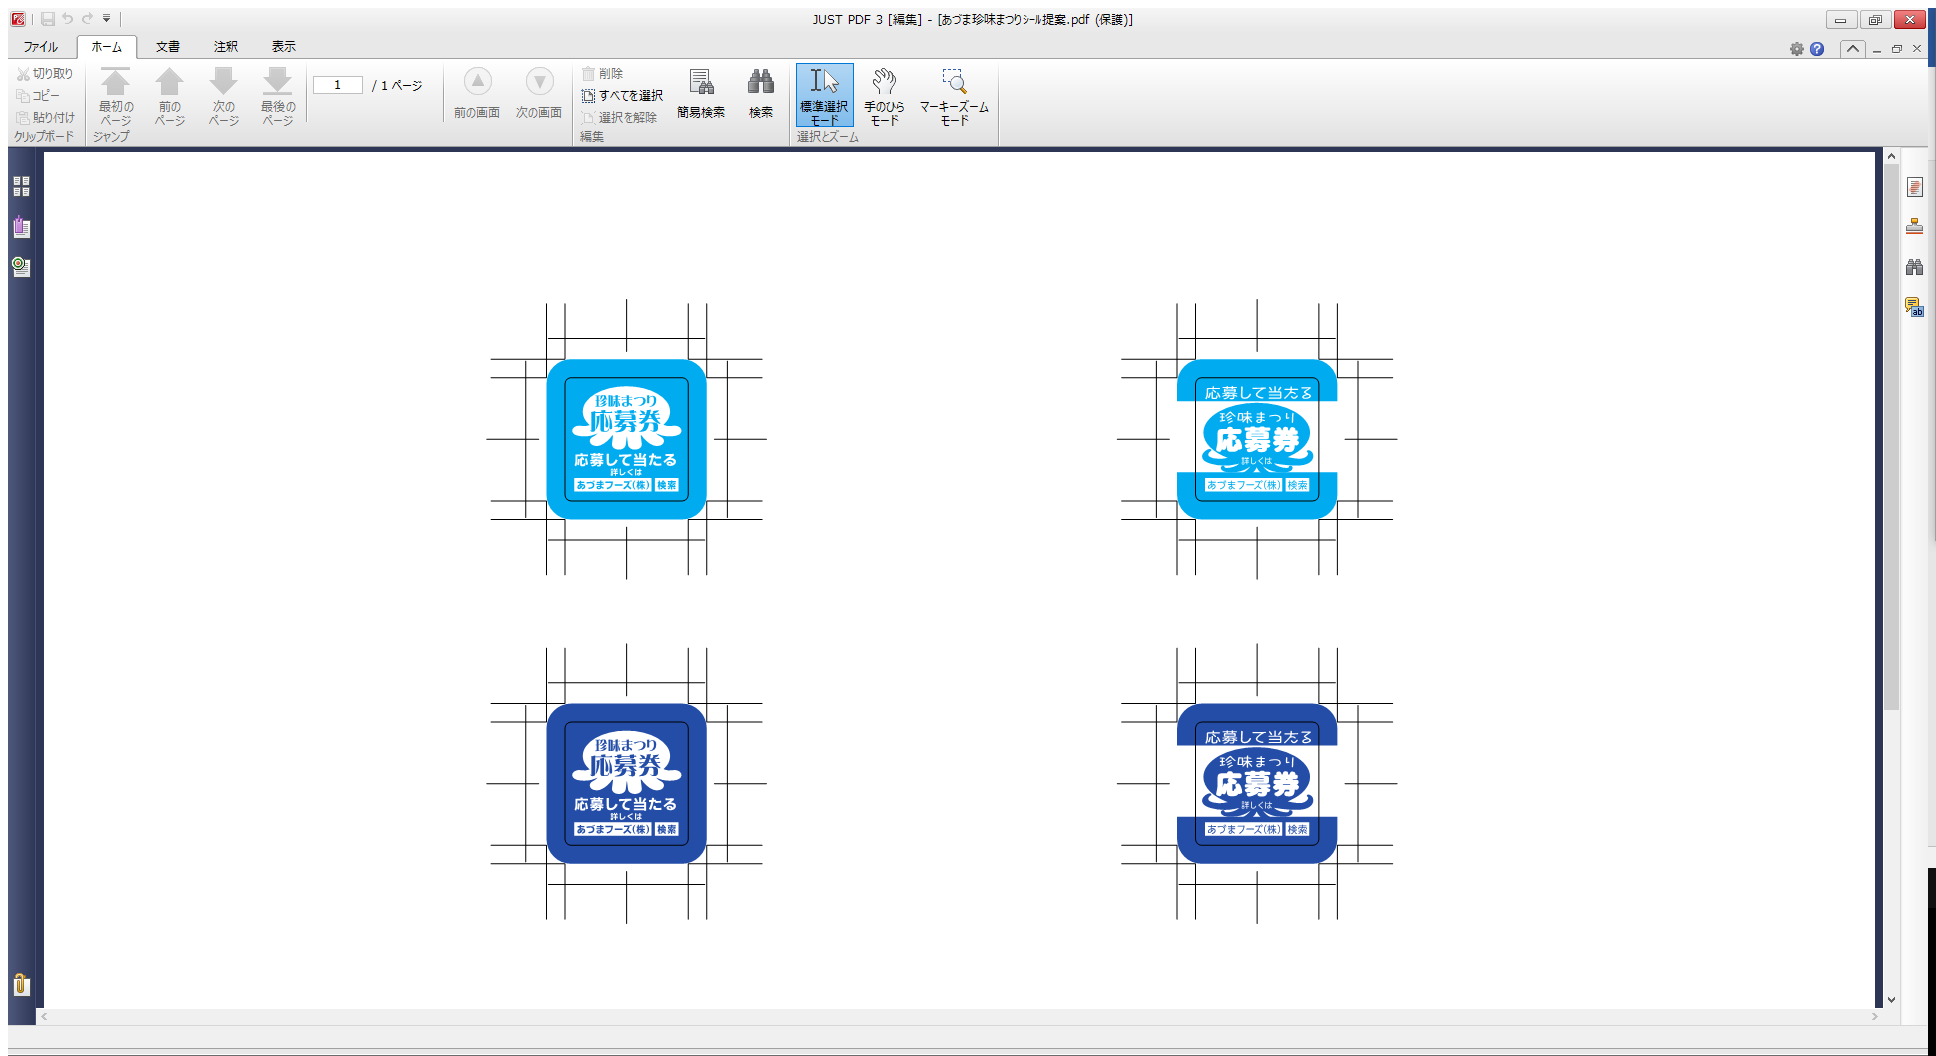 JUST PDF 3 [編集] - [あづま珍味まつりシール提案.pdf (保護)]
ファイル ホーム 文書 注釈 表示
切り取り
コピー
貼り付け
クリップボード
最初の
ページ
前の
ページ
次の
ページ
最後の
ページ
ジャンプ
1 / 1 ページ
前の画面
次の画面
削除
すべてを選択
選択を解除
編集
簡易検索
検索
標準選択
モード
手のひら
モード
マーキーズーム
モード
選択とズーム
珍味まつり
応募券
応募して当たる
詳しくは
あづまフーズ(株) 検索
応募して当たる
珍味まつり
応募券
詳しくは
あづまフーズ(株) 検索
珍味まつり
応募券
応募して当たる
詳しくは
あづまフーズ(株) 検索
応募して当たる
珍味まつり
応募券
詳しくは
あづまフーズ(株) 検索
ab